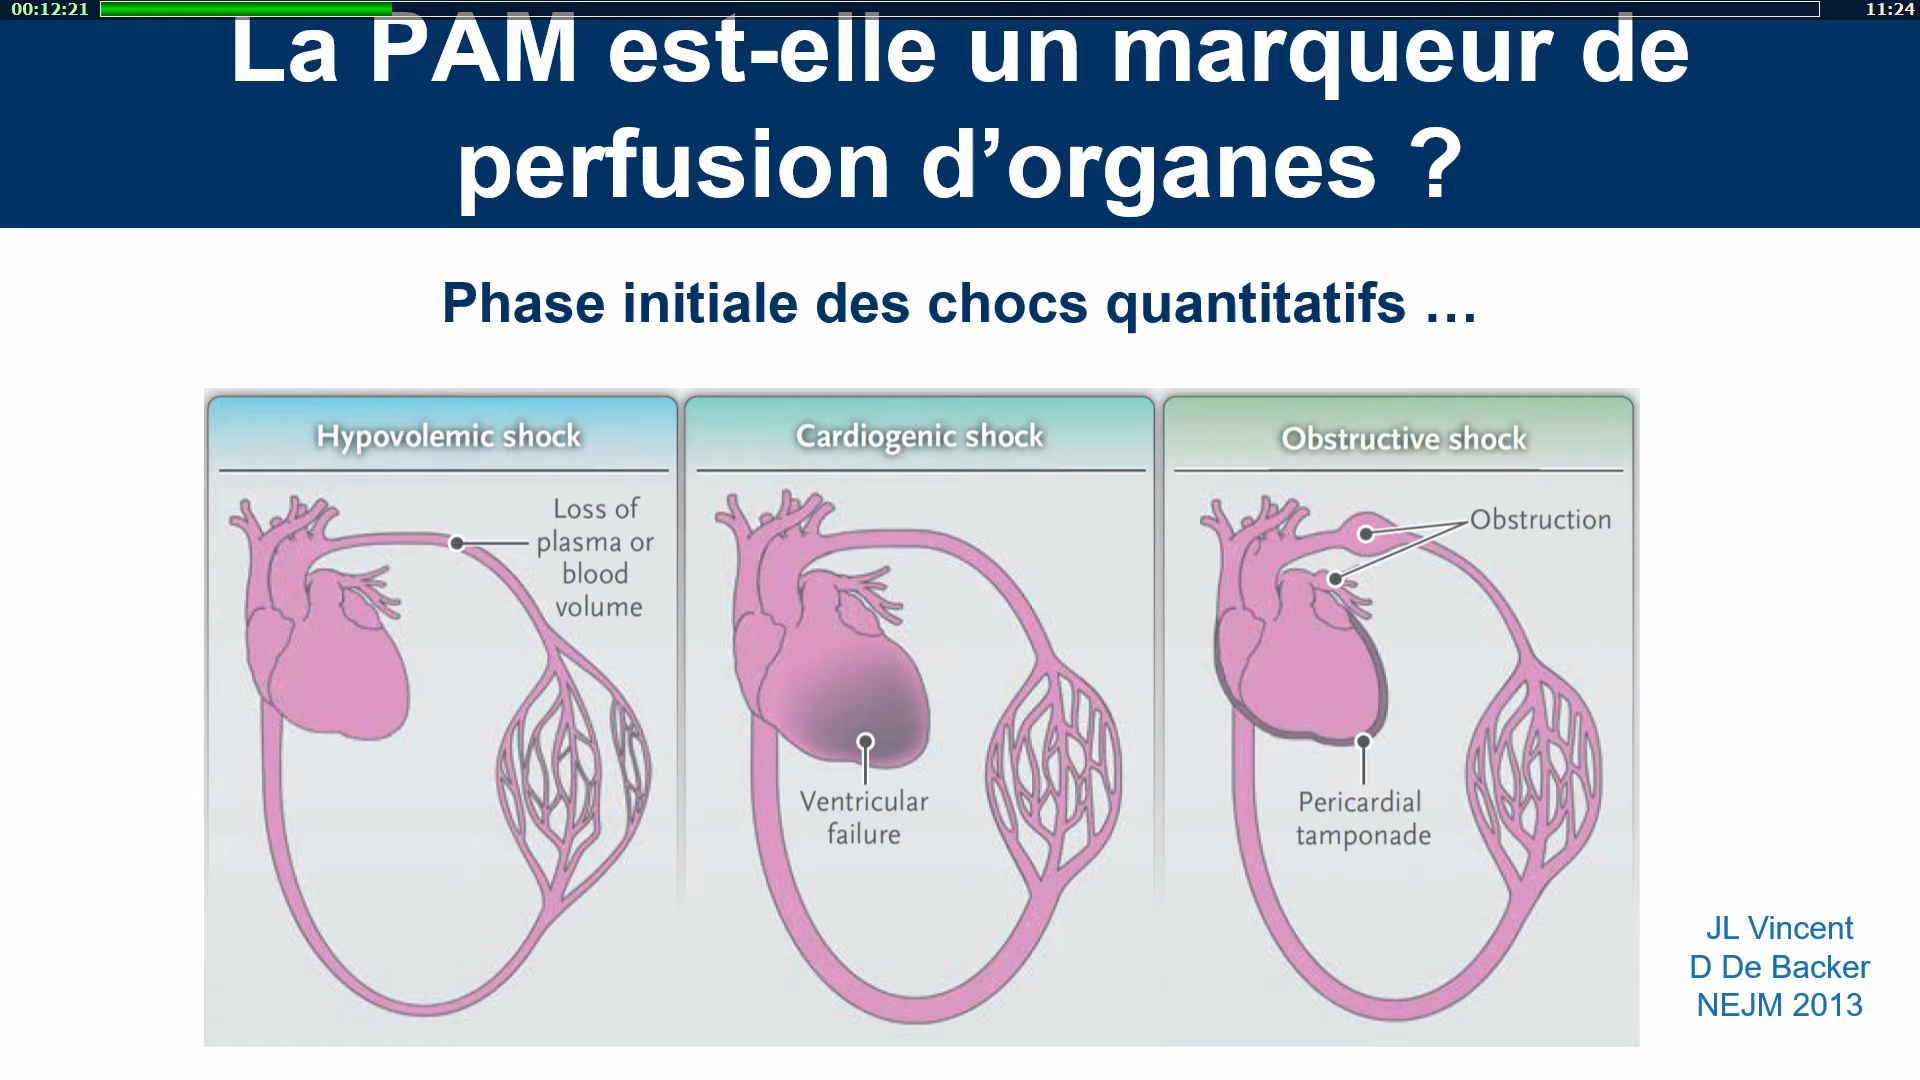 00:12:21
11:24
La PAM est-elle un marqueur de
perfusion d’organes ?
Phase initiale des chocs quantitatifs …
Hypovolemic shock
Loss of
plasma or
blood
volume
Cardiogenic shock
Ventricular
failure
Obstructive shock
Obstruction
Pericardial
tamponade
JL Vincent
D De Backer
NEJM 2013